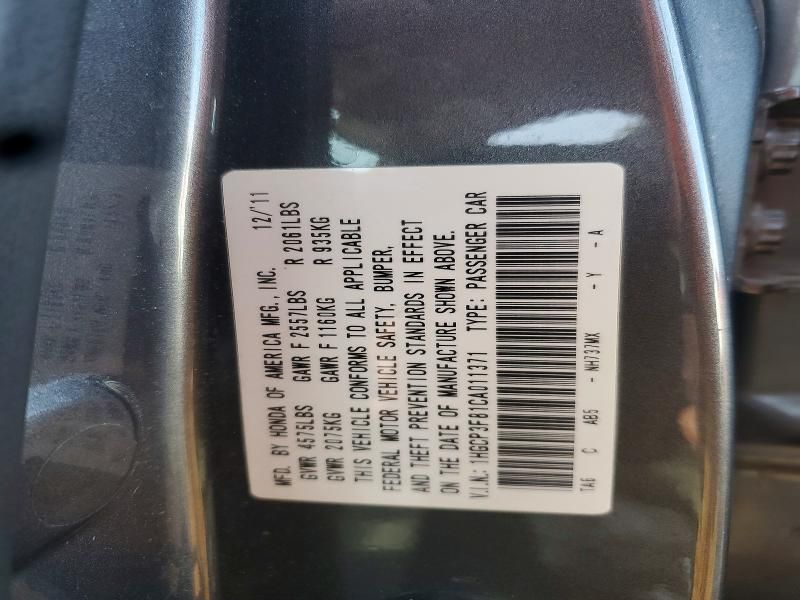 MFD. BY HONDA OF AMERICA MFG., INC. 12/'11
GVWR 4575LBS GAWR F 2557LBS R 2061LBS
GVWR 2075KG GAWR F 1160KG R 935KG
THIS VEHICLE CONFORMS TO ALL APPLICABLE
FEDERAL MOTOR VEHICLE SAFETY, BUMPER,
AND THEFT PREVENTION STANDARDS IN EFFECT
ON THE DATE OF MANUFACTURE SHOWN ABOVE.
V.I.N.: 1HGCP3F81CA011371 TYPE: PASSENGER CAR
TA6 C AB5 - NH737MX - Y - A